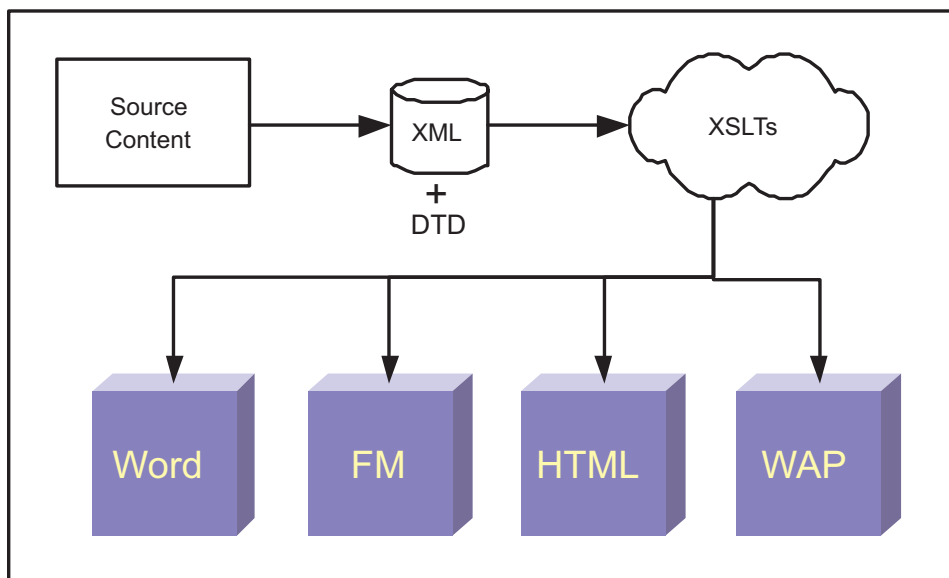 Source
Content
XML
XSLTs
+
DTD
Word
FM
HTML
WAP